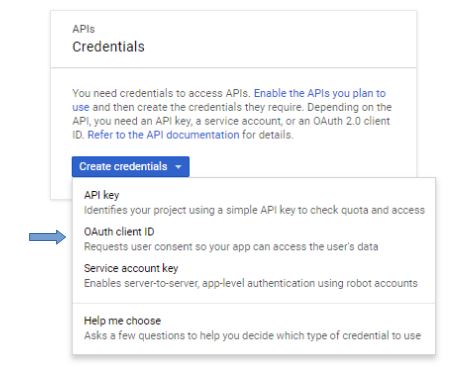 APIs
Credentials
You need credentials to access APIs. Enable the APIs you plan to
use and then create the credentials they require. Depending on the
API, you need an API key, a service account, or an OAuth 2.0 client
ID. Refer to the API documentation for details.
Create credentials
API key
Identifies your project using a simple API key to check quota and access
OAuth client ID
Requests user consent so your app can access the user's data
Service account key
Enables server-to-server, app-level authentication using robot accounts
Help me choose
Asks a few questions to help you decide which type of credential to use